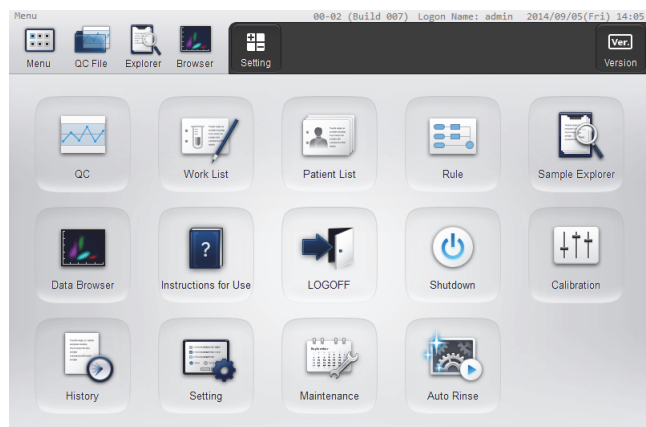 Menu 00-02 (Build 007) Logon Name: admin 2014/09/05(Fri) 14:05
Ver.
Menu QC File Explorer Browser Setting Version
QC Work List Patient List Rule Sample Explorer
?
Data Browser Instructions for Use LOGOFF Shutdown Calibration
September
History Setting Maintenance Auto Rinse